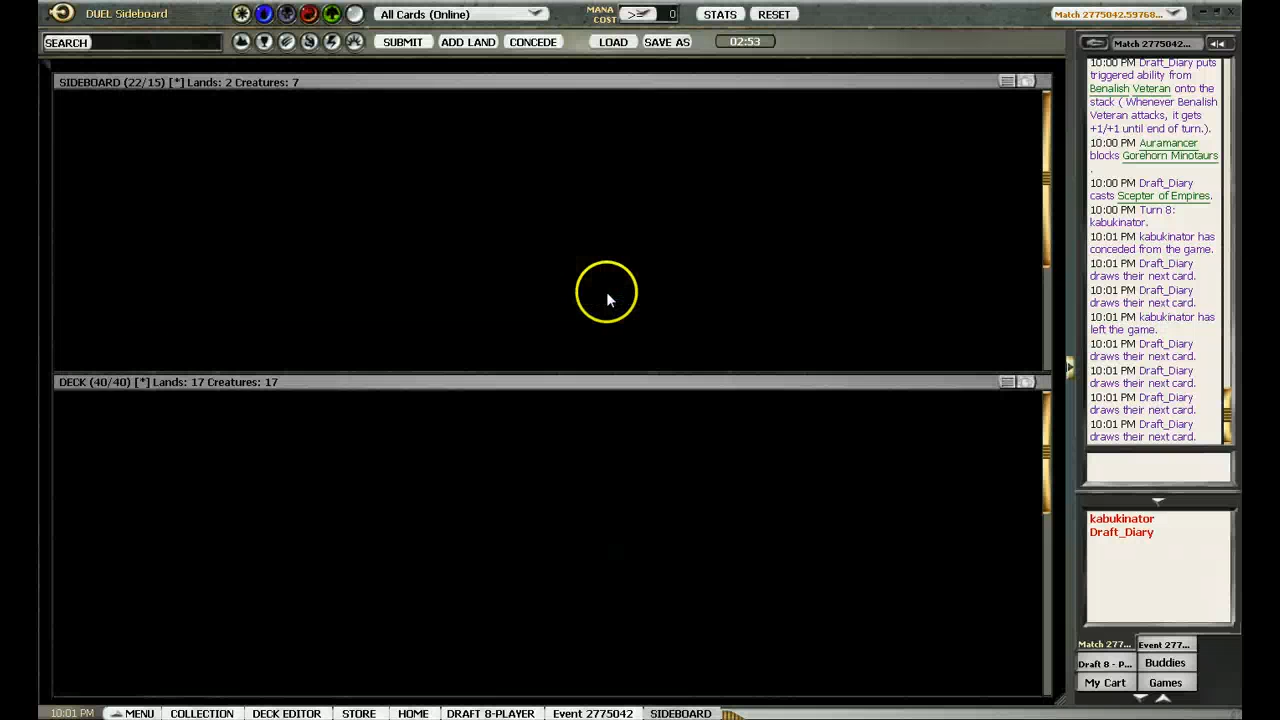 DUEL Sideboard
All Cards (Online)
MANA
COST
>=
0
STATS
RESET
Match 2775042.59768...
SEARCH
SUBMIT
ADD LAND
CONCEDE
LOAD
SAVE AS
02:53
Match 2775042...
SIDEBOARD (22/15) [*] Lands: 2 Creatures: 7
DECK (40/40) [*] Lands: 17 Creatures: 17
10:00 PM Draft_Diary puts
triggered ability from
Benalish Veteran onto the
stack ( Whenever Benalish
Veteran attacks, it gets
+1/+1 until end of turn.).
10:00 PM Auramancer
blocks Gorehorn Minotaurs
.
10:00 PM Draft_Diary
casts Scepter of Empires.
10:00 PM Turn 8:
kabukinator.
10:01 PM kabukinator has
conceded from the game.
10:01 PM Draft_Diary
draws their next card.
10:01 PM Draft_Diary
draws their next card.
10:01 PM kabukinator has
left the game.
10:01 PM Draft_Diary
draws their next card.
10:01 PM Draft_Diary
draws their next card.
10:01 PM Draft_Diary
draws their next card.
10:01 PM Draft_Diary
draws their next card.
kabukinator
Draft_Diary
Match 277...
Event 277...
Draft 8 - P...
Buddies
My Cart
Games
10:01 PM
MENU
COLLECTION
DECK EDITOR
STORE
HOME
DRAFT 8-PLAYER
Event 2775042
SIDEBOARD